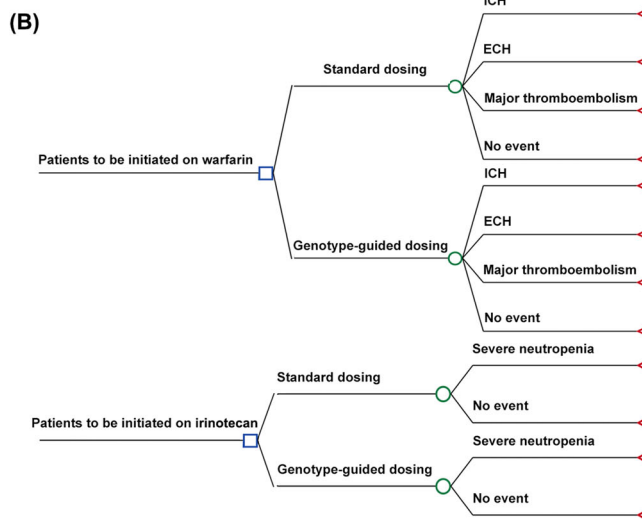 (B)
ICH
ECH
Standard dosing
Major thromboembolism
No event
Patients to be initiated on warfarin
ICH
ECH
Genotype-guided dosing
Major thromboembolism
No event
Severe neutropenia
Standard dosing
No event
Patients to be initiated on irinotecan
Severe neutropenia
Genotype-guided dosing
No event